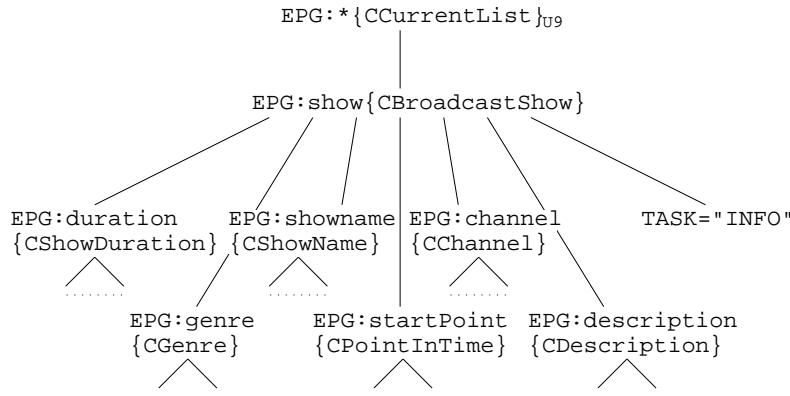 EPG:*{CCurrentList}U9
EPG:show{CBroadcastShow}
EPG:duration
{CShowDuration}
EPG:showname
{CShowName}
EPG:channel
{CChannel}
TASK="INFO"
EPG:genre
{CGenre}
EPG:startPoint
{CPointInTime}
EPG:description
{CDescription}